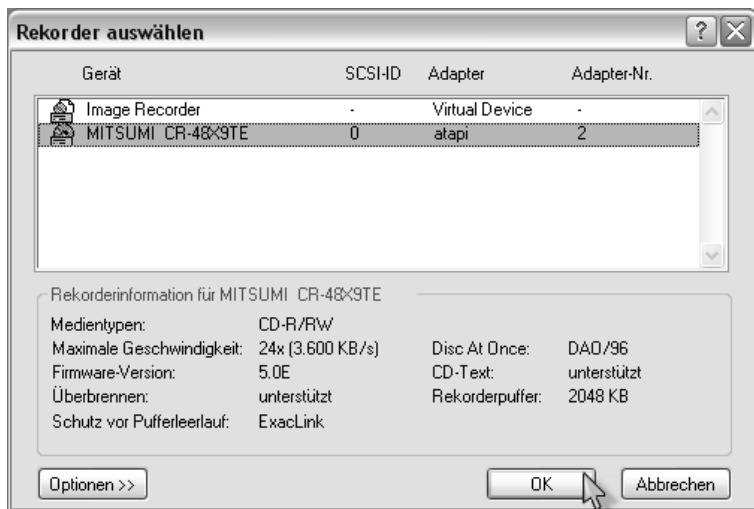 Rekorder auswählen
Gerät SCSI-ID Adapter Adapter-Nr.
Image Recorder - Virtual Device -
MITSUMI CR-48X9TE 0 atapi 2
Rekorderinformation für MITSUMI CR-48X9TE
Medientypen: CD-R/RW
Maximale Geschwindigkeit: 24x (3.600 KB/s) Disc At Once: DAO/96
Firmware-Version: 5.0E CD-Text: unterstützt
Überbrennen: unterstützt Rekorderpuffer: 2048 KB
Schutz vor Pufferleerlauf: ExacLink
Optionen >> OK Abbrechen